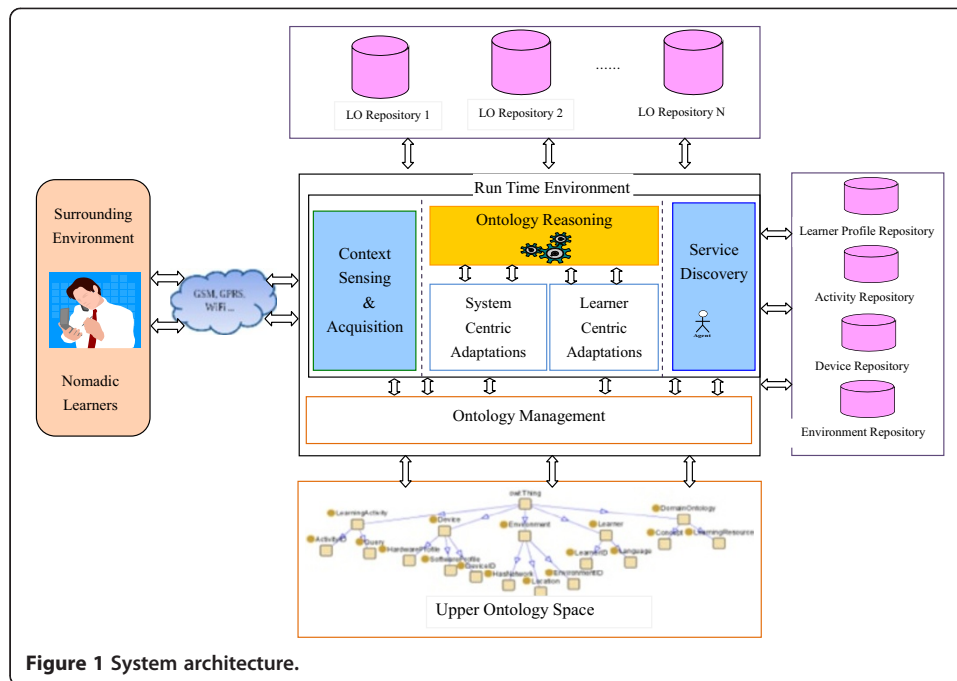 LO Repository 1
LO Repository 2
......
LO Repository N
Run Time Environment
Surrounding
Environment
Nomadic
Learners
GSM, GPRS,
WiFi ...
Context
Sensing
&
Acquisition
Ontology Reasoning
System
Centric
Adaptations
Learner
Centric
Adaptations
Service
Discovery
Agent
Learner Profile Repository
Activity Repository
Device Repository
Environment Repository
Ontology Management
owl:Thing
LearningActivity
Device
Environment
Learner
DomainOntology
ActivityID
Query
HardwareProfile
SoftwareProfile
DeviceID
HasNetwork
Location
EnvironmentID
LearnerID
Language
Concept
LearningResource
Upper Ontology Space
Figure 1 System architecture.